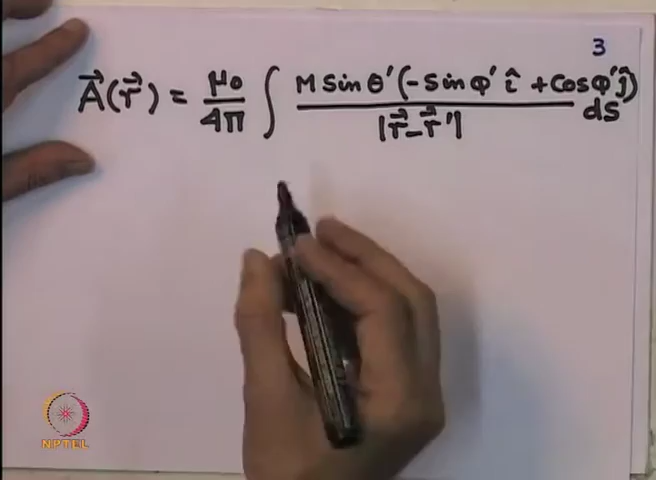 3
A⃗(r⃗) = μ₀/4π ∫ M Sin θ′(-Sin φ′ î + Cos φ′ ĵ)/|r⃗-r⃗′| ds
NPTEL